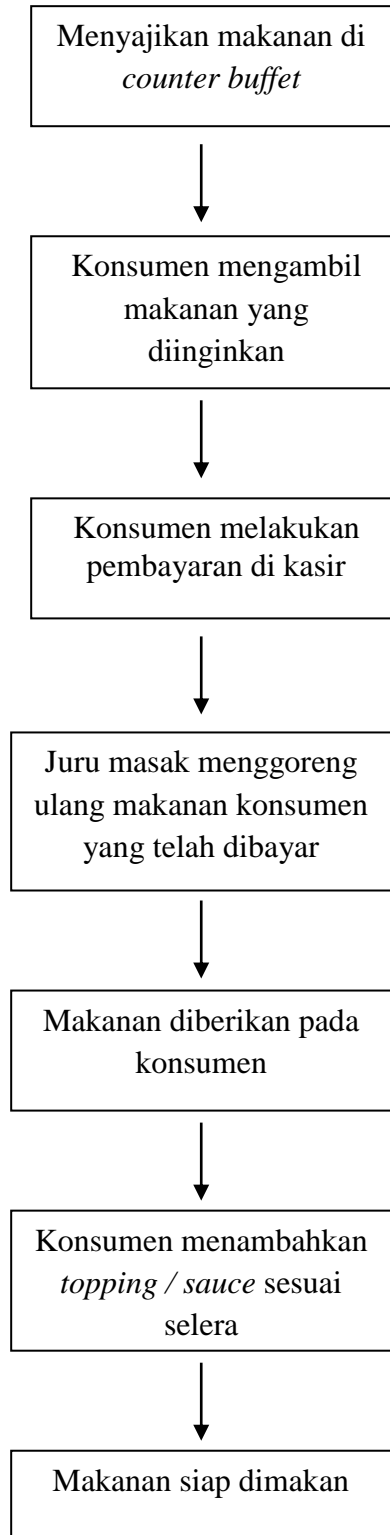 Menyajikan makanan di
counter buffet
Konsumen mengambil
makanan yang
diinginkan
Konsumen melakukan
pembayaran di kasir
Juru masak menggoreng
ulang makanan konsumen
yang telah dibayar
Makanan diberikan pada
konsumen
Konsumen menambahkan
topping / sauce sesuai
selera
Makanan siap dimakan